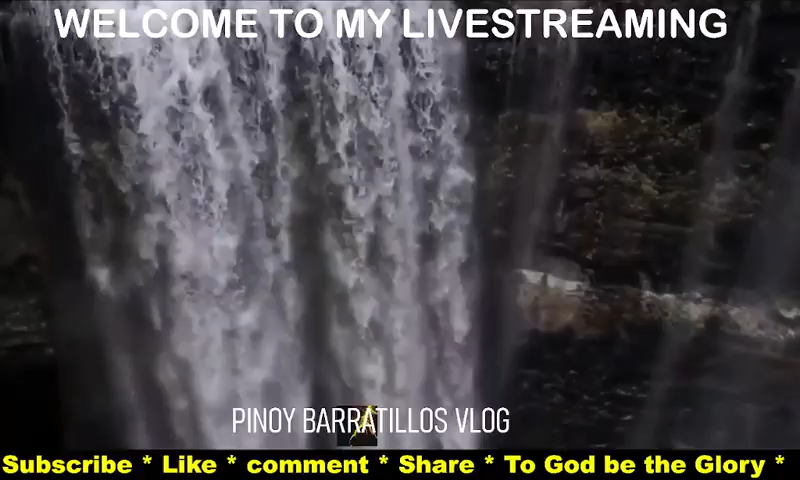 WELCOME TO MY LIVESTREAMING
PINOY BARRATILLOS VLOG
Subscribe * Like * comment * Share * To God be the Glory *